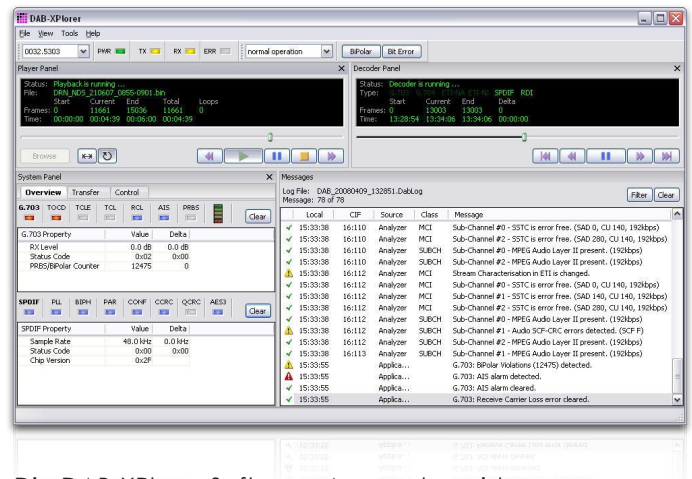 DAB-XPlorer
File View Tools Help
0032.5303 PWR TX RX ERR normal operation BiPolar Bit Error
Player Panel
Status: Playback is running ...
File: DRN_NDS_210607_0855-0901.bin
Start Current End Total Loops
Frames: 0 11661 15036 11661 0
Time: 00:00:00 00:04:39 00:06:00 00:04:39
Browse
Decoder Panel
Status: Decoder is running ...
Type: G.703 G.704 ETI-NA ETI-NI SPDIF RDI
Start Current End Delta
Frames: 0 13003 13003 0
Time: 13:28:54 13:34:06 13:34:06 00:00:00
System Panel
Overview Transfer Control
G.703 TOCD TCLE TCL RCL AIS PRBS Clear
G.703 Property Value Delta
RX Level 0.0 dB 0.0 dB
Status Code 0x02 0x00
PRBS/BiPolar Counter 12475 0
SPDIF PLL BIPH PAR CONF CCRC QCRC AES3 Clear
SPDIF Property Value Delta
Sample Rate 48.0 kHz 0.0 kHz
Status Code 0x00 0x00
Chip Version 0x2F
Messages
Log File: DAB_20080409_132851.DabLog
Message: 78 of 78
Filter Clear
Local CIF Source Class Message
15:33:38 16:110 Analyzer MCI Sub-Channel #0 - SSTC is error free. (SAD 0, CU 140, 192kbps)
15:33:38 16:110 Analyzer MCI Sub-Channel #2 - SSTC is error free. (SAD 280, CU 140, 192kbps)
15:33:38 16:110 Analyzer SUBCH Sub-Channel #0 - MPEG Audio Layer II present. (192kbps)
15:33:38 16:110 Analyzer SUBCH Sub-Channel #2 - MPEG Audio Layer II present. (192kbps)
15:33:38 16:112 Analyzer MCI Stream Characterisation in ETI is changed.
15:33:38 16:112 Analyzer MCI Sub-Channel #0 - SSTC is error free. (SAD 0, CU 140, 192kbps)
15:33:38 16:112 Analyzer MCI Sub-Channel #1 - SSTC is error free. (SAD 140, CU 140, 192kbps)
15:33:38 16:112 Analyzer MCI Sub-Channel #2 - SSTC is error free. (SAD 280, CU 140, 192kbps)
15:33:38 16:112 Analyzer SUBCH Sub-Channel #0 - MPEG Audio Layer II present. (192kbps)
15:33:38 16:112 Analyzer SUBCH Sub-Channel #1 - Audio SCF-CRC errors detected. (SCF F)
15:33:38 16:112 Analyzer SUBCH Sub-Channel #2 - MPEG Audio Layer II present. (192kbps)
15:33:38 16:113 Analyzer SUBCH Sub-Channel #1 - MPEG Audio Layer II present. (192kbps)
15:33:55 Applica... G.703: BiPolar Violations (12475) detected.
15:33:55 Applica... G.703: AIS alarm detected.
15:33:55 Applica... G.703: AIS alarm cleared.
15:33:55 Applica... G.703: Receive Carrier Loss error cleared.